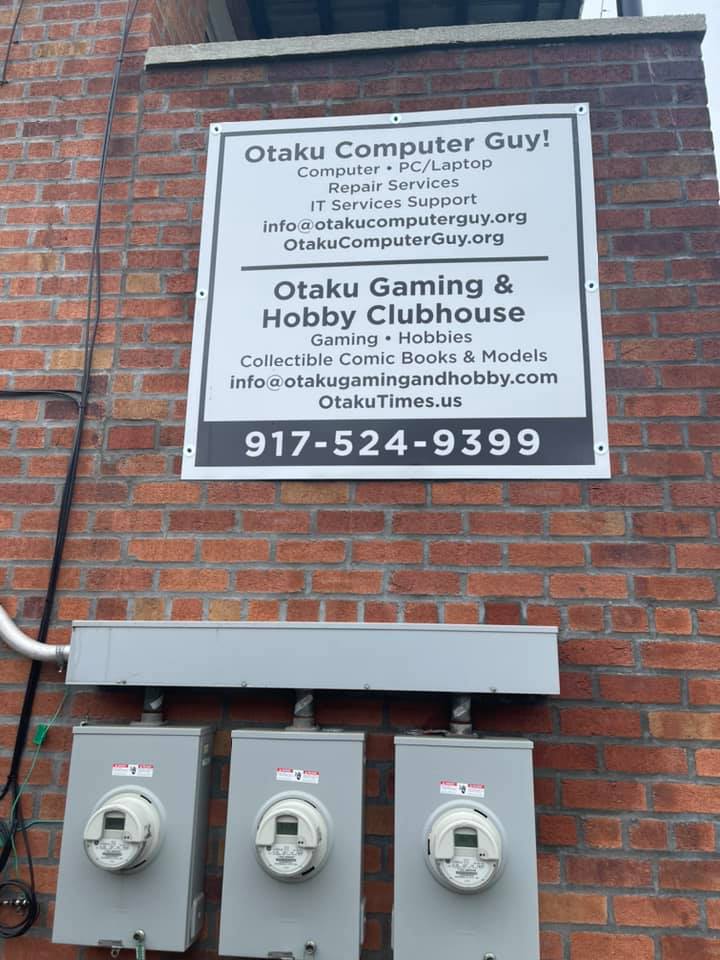 Otaku Computer Guy!
Computer • PC/Laptop
Repair Services
IT Services Support
info@otakucomputerguy.org
OtakuComputerGuy.org
Otaku Gaming &
Hobby Clubhouse
Gaming • Hobbies
Collectible Comic Books & Models
info@otakugamingandhobby.com
OtakuTimes.us
917-524-9399